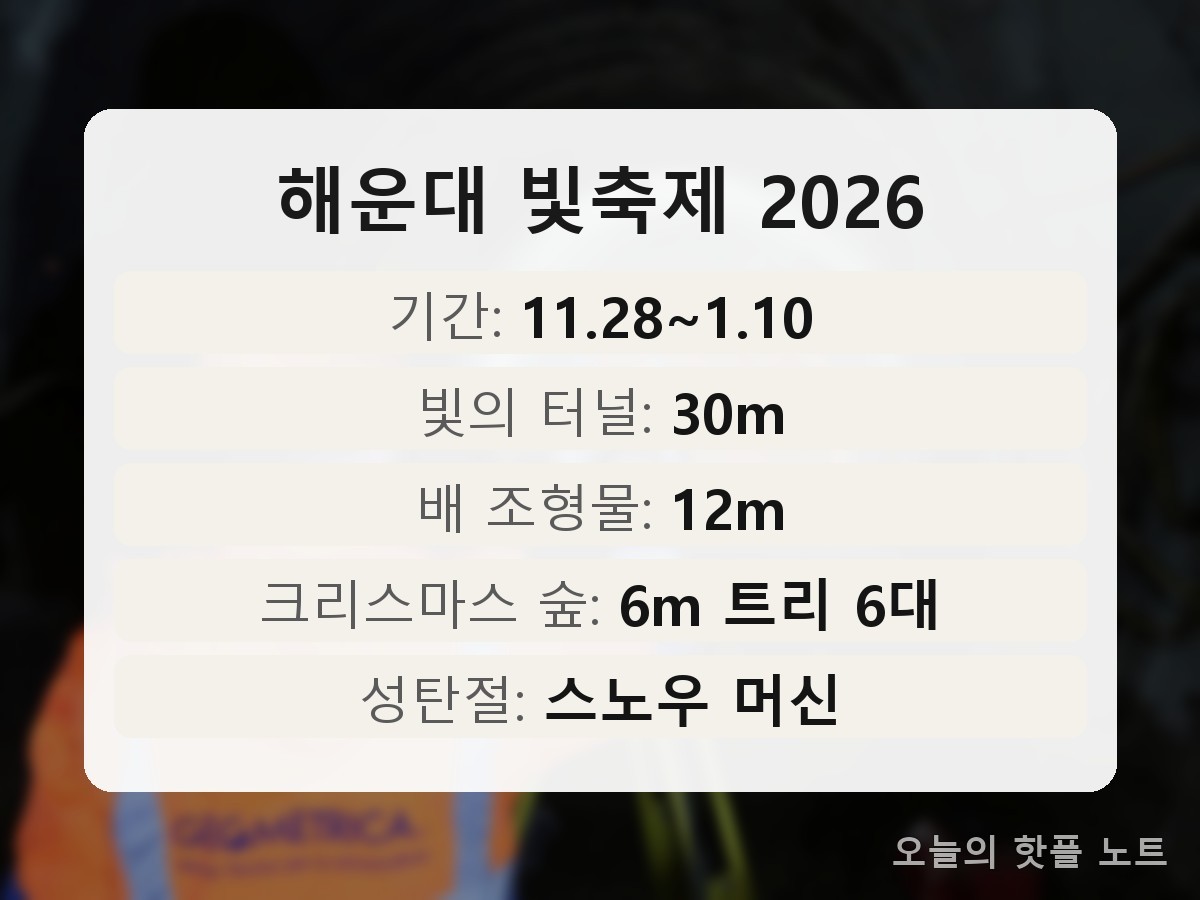 해운대 빛축제 2026
기간: 11.28~1.10
빛의 터널: 30m
배 조형물: 12m
크리스마스 숲: 6m 트리 6대
성탄절: 스노우 머신
GEOMETRICA
오늘의 핫플 노트